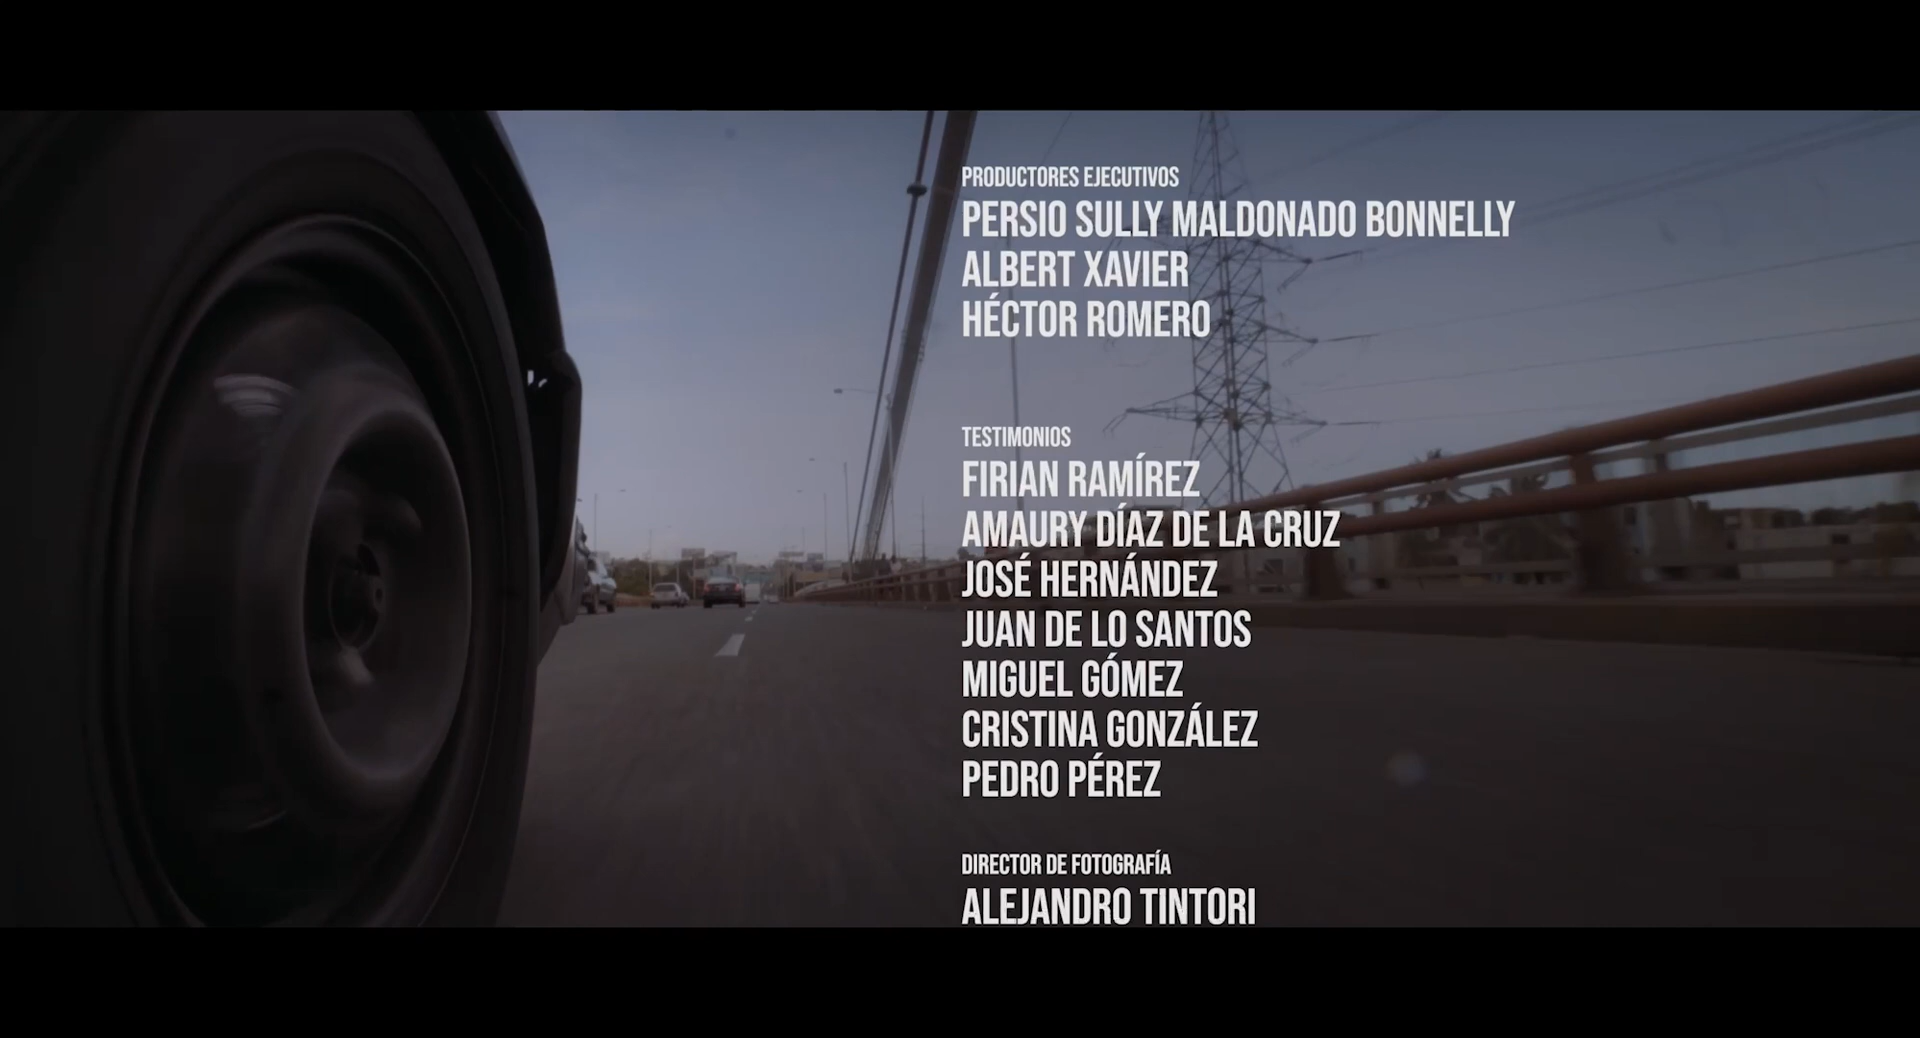 PRODUCTORES EJECUTIVOS
PERSIO SULLY MALDONADO BONNELLY
ALBERT XAVIER
HÉCTOR ROMERO
TESTIMONIOS
FIRIAN RAMÍREZ
AMAURY DÍAZ DE LA CRUZ
JOSÉ HERNÁNDEZ
JUAN DE LO SANTOS
MIGUEL GÓMEZ
CRISTINA GONZÁLEZ
PEDRO PÉREZ
DIRECTOR DE FOTOGRAFÍA
ALEJANDRO TINTORI